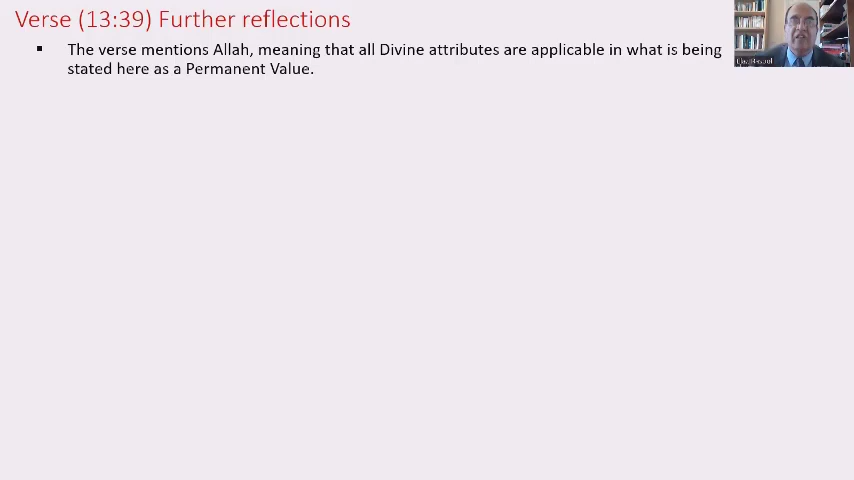 Verse (13:39) Further reflections
▪ The verse mentions Allah, meaning that all Divine attributes are applicable in what is being
stated here as a Permanent Value.